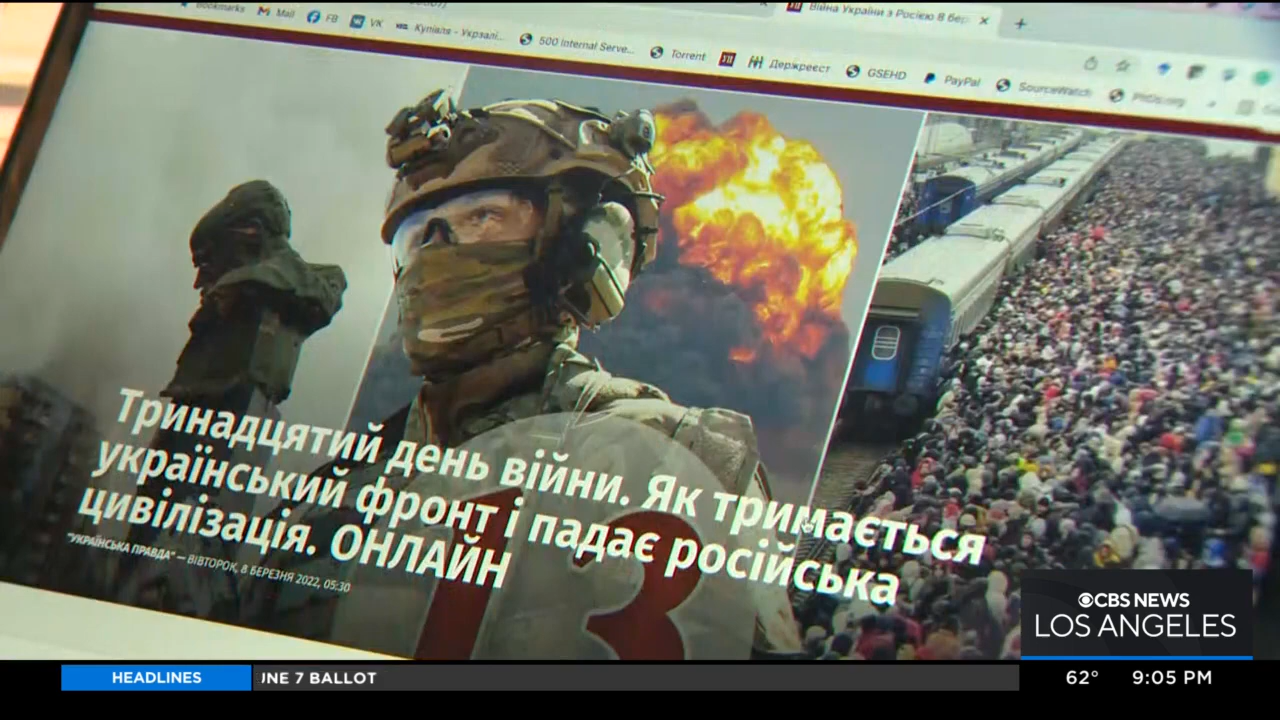 Bookmarks
Mail
FB
VK
Купівля - Укрзалі...
500 Internal Serve...
Torrent
Держреєст
GSEHD
PayPal
SourceWatch
Війна України з Росією 8 бер
Тринадцятий день війни. Як тримається
український фронт і падає російська
цивілізація. ОНЛАЙН
"УКРАЇНСЬКА ПРАВДА" — ВІВТОРОК, 8 БЕРЕЗНЯ 2022, 05:30
13
CBS NEWS
LOS ANGELES
HEADLINES
NE 7 BALLOT
62° 9:05 PM